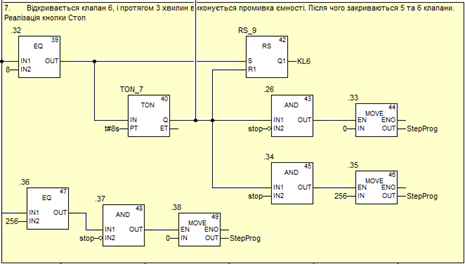 7. Відкривається клапан 6, і протягом 3 хвилин виконується промивка ємності. Після чого закриваються 5 та 6 клапани.
Реалізація кнопки Стоп
.32 RS_9
EQ 39 RS 42
IN1 OUT S Q1 KL6
8 IN2 R1
TON_7 .26 .33
TON 40 AND 43 MOVE 44
IN Q IN1 OUT EN ENO
t#8s PT ET stop IN2 0 IN OUT StepProg
.34 .35
AND 45 MOVE 46
IN1 OUT EN ENO
stop IN2 256 IN OUT StepProg
.36
EQ 47
.37
IN1 OUT AND 48 .38
256 IN2 MOVE 49
IN1 OUT EN ENO
stop IN2 0 IN OUT StepProg